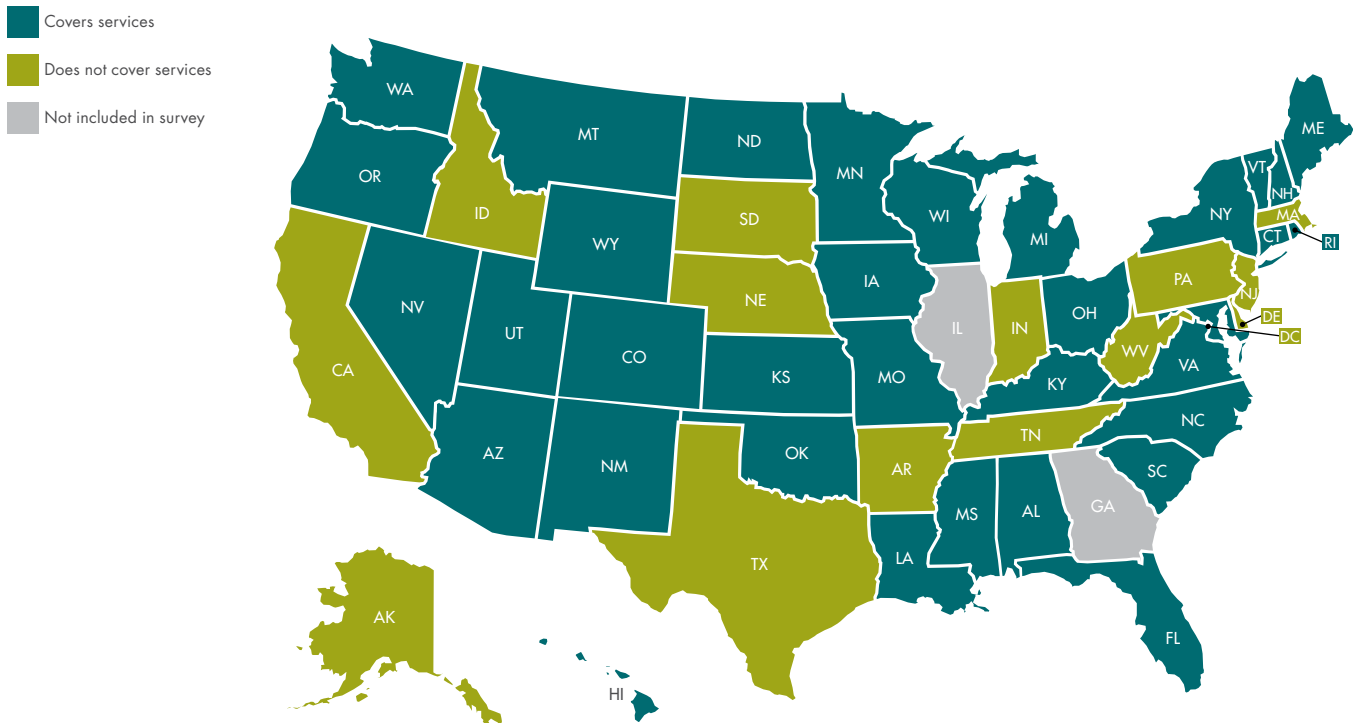 Covers services
Does not cover services
Not included in survey
WA
MT
ND
MN
ME
VT
NH
OR
ID
SD
WI
NY
MA
WY
MI
CT
RI
IA
PA
NE
NV
UT
IL
IN
OH
NJ
DE
DC
CO
CA
KS
MO
WV
KY
VA
NC
TN
AZ
NM
OK
AR
SC
MS
AL
GA
TX
LA
AK
FL
HI